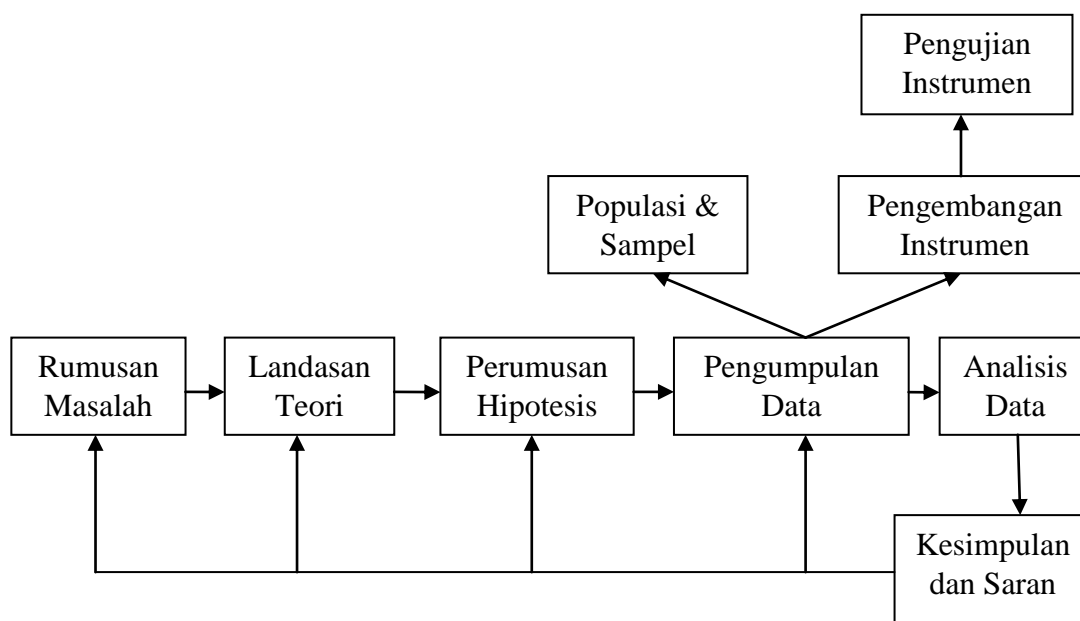 Pengujian
Instrumen
Populasi &
Sampel
Pengembangan
Instrumen
Rumusan
Masalah
Landasan
Teori
Perumusan
Hipotesis
Pengumpulan
Data
Analisis
Data
Kesimpulan
dan Saran